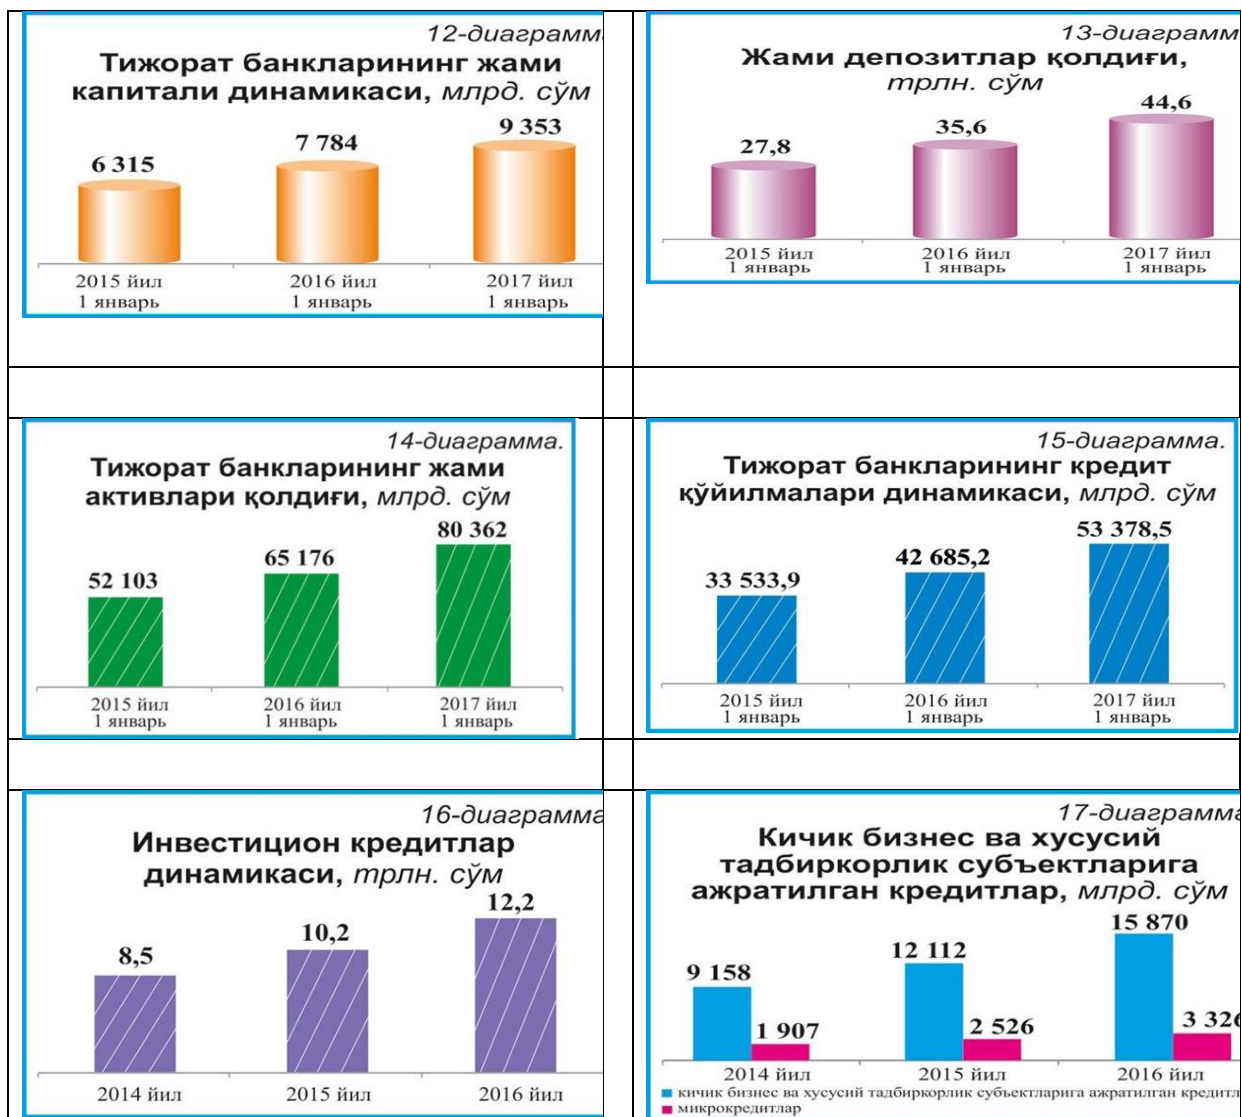 12-диаграмм
Тижорат банкларининг жами
капитали динамикаси, млрд. сўм
6 315
7 784
9 353
2015 йил
1 январь
2016 йил
1 январь
2017 йил
1 январь
13-диаграмм
Жами депозитлар қолдиғи,
трлн. сўм
27,8
35,6
44,6
2015 йил
1 январь
2016 йил
1 январь
2017 йил
1 январь
14-диаграмма.
Тижорат банкларининг жами
активлари қолдиғи, млрд. сўм
52 103
65 176
80 362
2015 йил
1 январь
2016 йил
1 январь
2017 йил
1 январь
15-диаграмма.
Тижорат банкларининг кредит
қўйилмалари динамикаси, млрд. сўм
33 533,9
42 685,2
53 378,5
2015 йил
1 январь
2016 йил
1 январь
2017 йил
1 январь
16-диаграмма
Инвестицион кредитлар
динамикаси, трлн. сўм
8,5
10,2
12,2
2014 йил
2015 йил
2016 йил
17-диаграмма
Кичик бизнес ва хусусий
тадбиркорлик субъектларига
ажратилган кредитлар, млрд. сўм
9 158
1 907
12 112
2 526
15 870
3 326
2014 йил
2015 йил
2016 йил
кичик бизнес ва хусусий тадбиркорлик субъектларига ажратилган кредитл
микрокредитлар